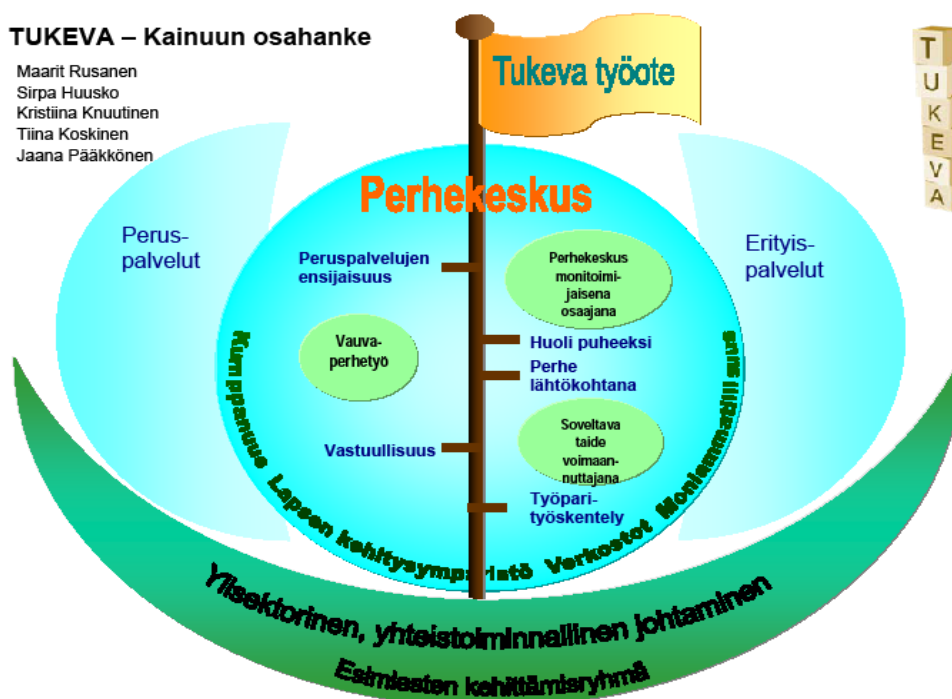 TUKEVA – Kainuun osahanke
Maarit Rusanen
Sirpa Huusko
Kristiina Knuutinen
Tiina Koskinen
Jaana Pääkkönen
Tukeva työote
TUKEVA
Perhekeskus
Perus-
palvelut
Erityis-
palvelut
Peruspalvelujen
ensijaisuus
Perhekeskus
monitoimi-
jaisena
osaajana
Vauva-
perhetyö
Huoli puheeksi
Perhe
lähtökohtana
Vastuullisuus
Soveltava
taide
voimaan-
nuttajana
Työpari-
työskentely
Kumppanuus Lapsen kehitysympäristö Verkostot Moniammatillisuus
Ylisektorinen, yhteistoiminnallinen johtaminen
Esimiesten kehittämisryhmä